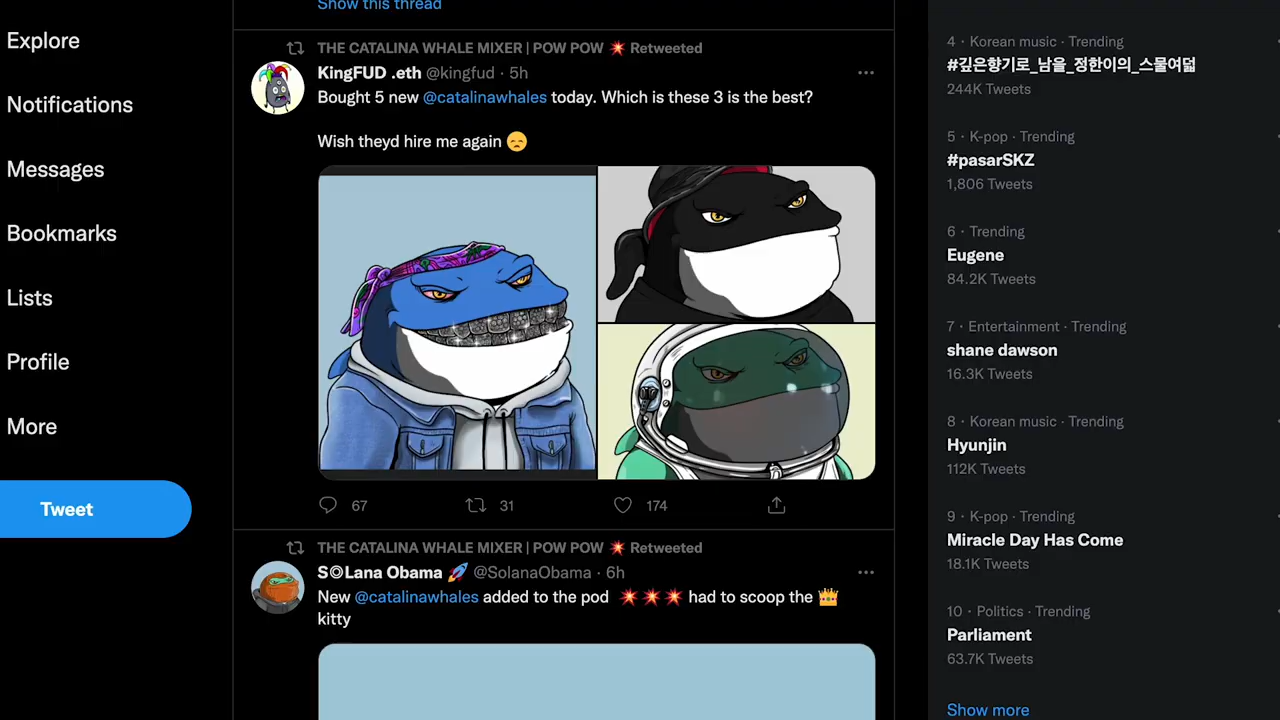 Explore
Notifications
Messages
Bookmarks
Lists
Profile
More
Tweet
Show this thread
THE CATALINA WHALE MIXER | POW POW 💥 Retweeted
KingFUD .eth @kingfud · 5h
Bought 5 new @catalinawhales today. Which is these 3 is the best?
Wish theyd hire me again 😞
67 31 174
THE CATALINA WHALE MIXER | POW POW 💥 Retweeted
S◎Lana Obama 🚀 @SolanaObama · 6h
New @catalinawhales added to the pod 💥💥💥 had to scoop the 👑
kitty
4 · Korean music · Trending
#깊은향기로_남을_정한이의_스물여덟
244K Tweets
5 · K-pop · Trending
#pasarSKZ
1,806 Tweets
6 · Trending
Eugene
84.2K Tweets
7 · Entertainment · Trending
shane dawson
16.3K Tweets
8 · Korean music · Trending
Hyunjin
112K Tweets
9 · K-pop · Trending
Miracle Day Has Come
18.1K Tweets
10 · Politics · Trending
Parliament
63.7K Tweets
Show more